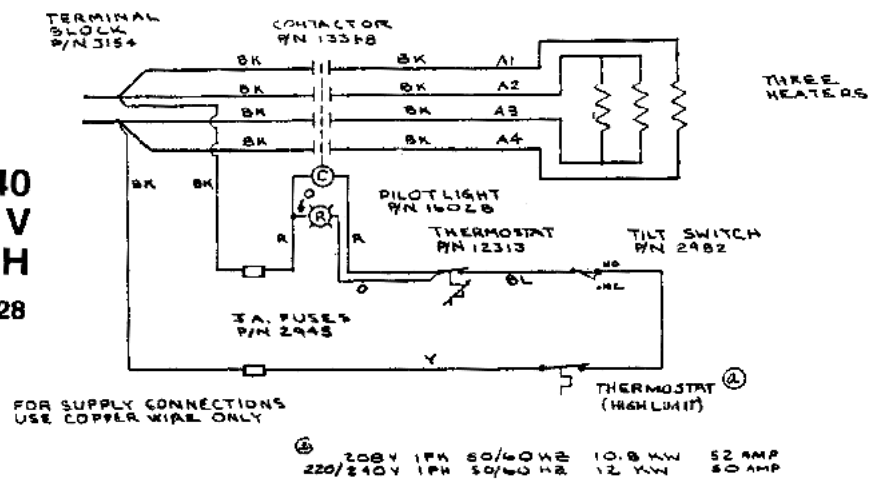 TERMINAL
BLOCK
P/N 3154
CONTACTOR
P/N 13368
BK
BK
A1
BK
BK
A2
BK
BK
A3
BK
BK
A4
THREE
HEATERS
40
V
H
28
BK
BK
C
O
R
R
R
PILOT LIGHT
P/N 16028
THERMOSTAT
P/N 12313
TILT SWITCH
P/N 2982
NO
NC
O
BL
3A. FUSES
P/N 2945
Y
THERMOSTAT a
(HIGH LIMIT)
FOR SUPPLY CONNECTIONS
USE COPPER WIRE ONLY
208V 1PH 50/60 HZ 10.8 KW 52 AMP
220/240V 1PH 50/60 HZ 12 KW 50 AMP